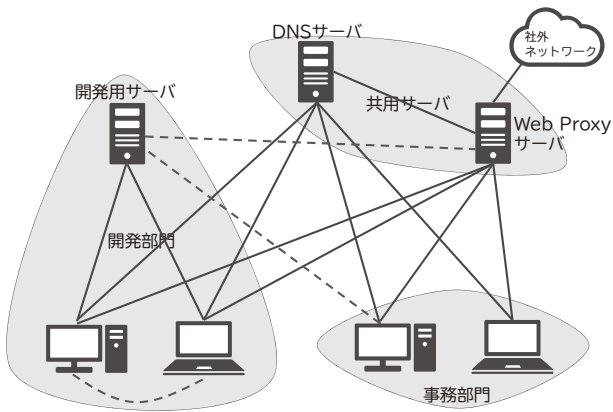 DNSサーバ
社外
ネットワーク
開発用サーバ
共用サーバ
Web Proxy
サーバ
開発部門
事務部門